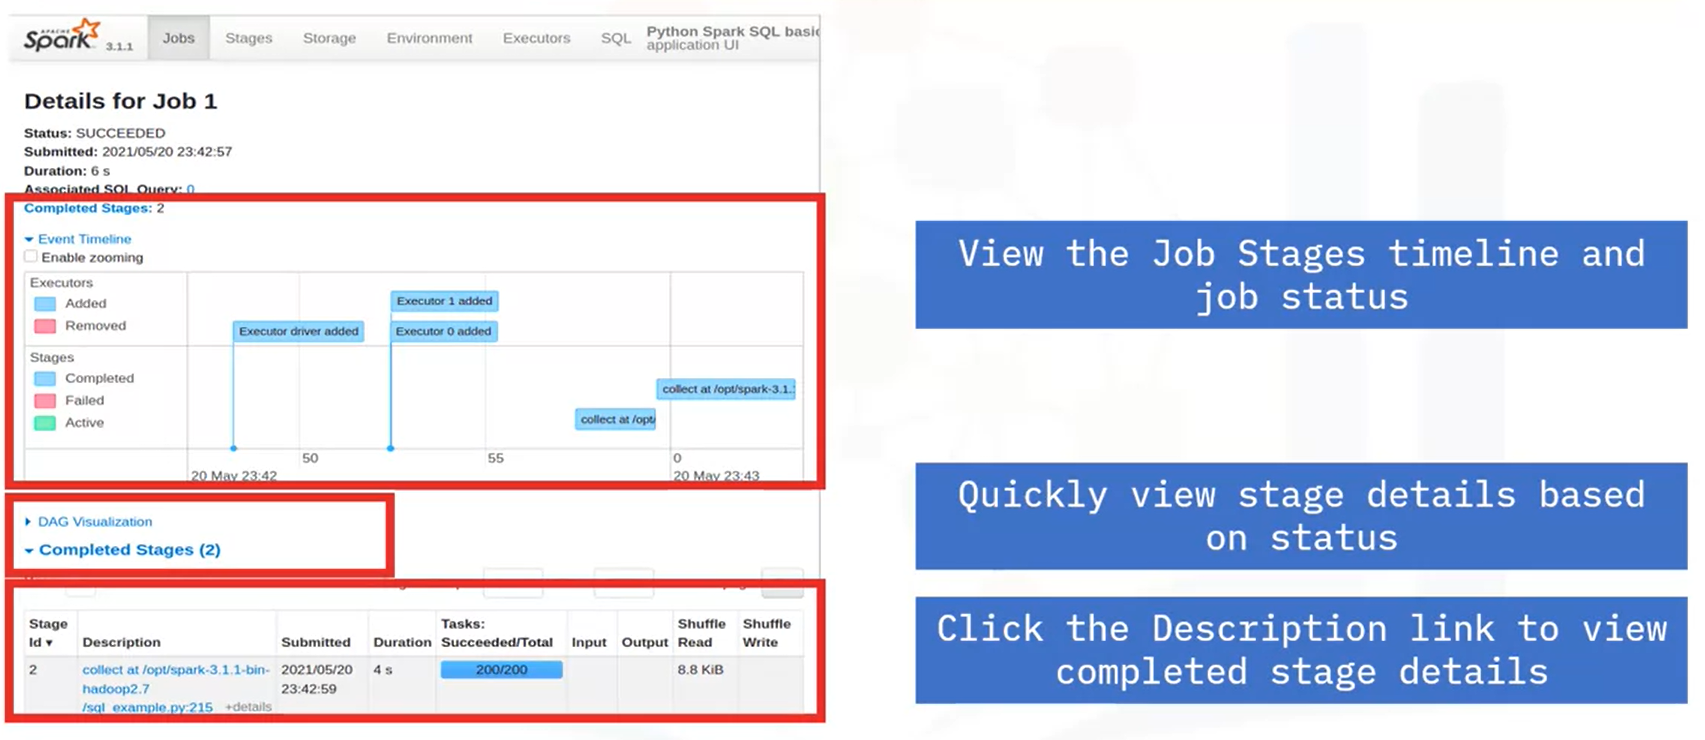 APACHE
Spark 3.1.1 Jobs Stages Storage Environment Executors SQL Python Spark SQL basic
application UI
Details for Job 1
Status: SUCCEEDED
Submitted: 2021/05/20 23:42:57
Duration: 6 s
Associated SQL Query: 0
Completed Stages: 2
Event Timeline
Enable zooming
Executors
Added
Removed
Executor 1 added
Executor driver added
Executor 0 added
Stages
Completed
Failed
Active
collect at /opt/spark-3.1.
collect at /opt/
50
55
0
20 May 23:42
20 May 23:43
DAG Visualization
Completed Stages (2)
Stage Id ▾ Description Submitted Duration Tasks: Succeeded/Total Input Output Shuffle Read Shuffle Write
2 collect at /opt/spark-3.1.1-bin- 2021/05/20 4 s 200/200 8.8 KiB
hadoop2.7 23:42:59
/sql_example.py:215 +details
View the Job Stages timeline and
job status
Quickly view stage details based
on status
Click the Description link to view
completed stage details